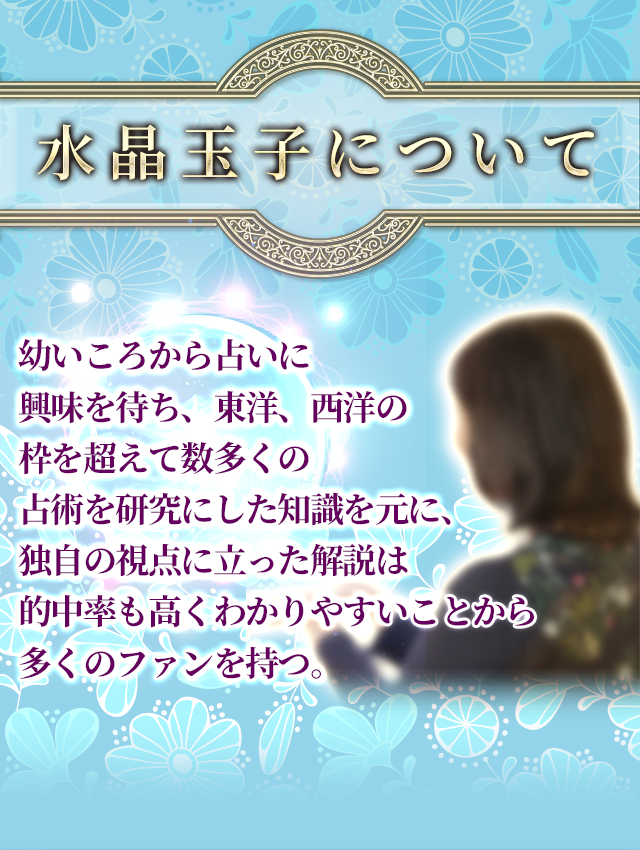 水晶玉子について
幼いころから占いに
興味を待ち、東洋、西洋の
枠を超えて数多くの
占術を研究にした知識を元に、
独自の視点に立った解説は
的中率も高くわかりやすいことから
多くのファンを持つ。